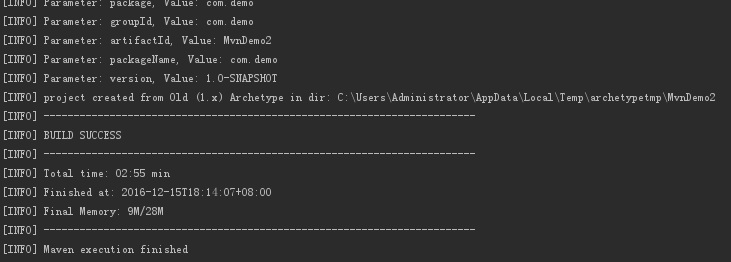 [INFO] Parameter: package, Value: com.demo
[INFO] Parameter: groupId, Value: com.demo
[INFO] Parameter: artifactId, Value: MvnDemo2
[INFO] Parameter: packageName, Value: com.demo
[INFO] Parameter: version, Value: 1.0-SNAPSHOT
[INFO] project created from Old (1.x) Archetype in dir: C:\Users\Administrator\AppData\Local\Temp\archetypetmp\MvnDemo2
[INFO] ------------------------------------------------------------------------
[INFO] BUILD SUCCESS
[INFO] ------------------------------------------------------------------------
[INFO] Total time: 02:55 min
[INFO] Finished at: 2016-12-15T18:14:07+08:00
[INFO] Final Memory: 9M/28M
[INFO] ------------------------------------------------------------------------
[INFO] Maven execution finished